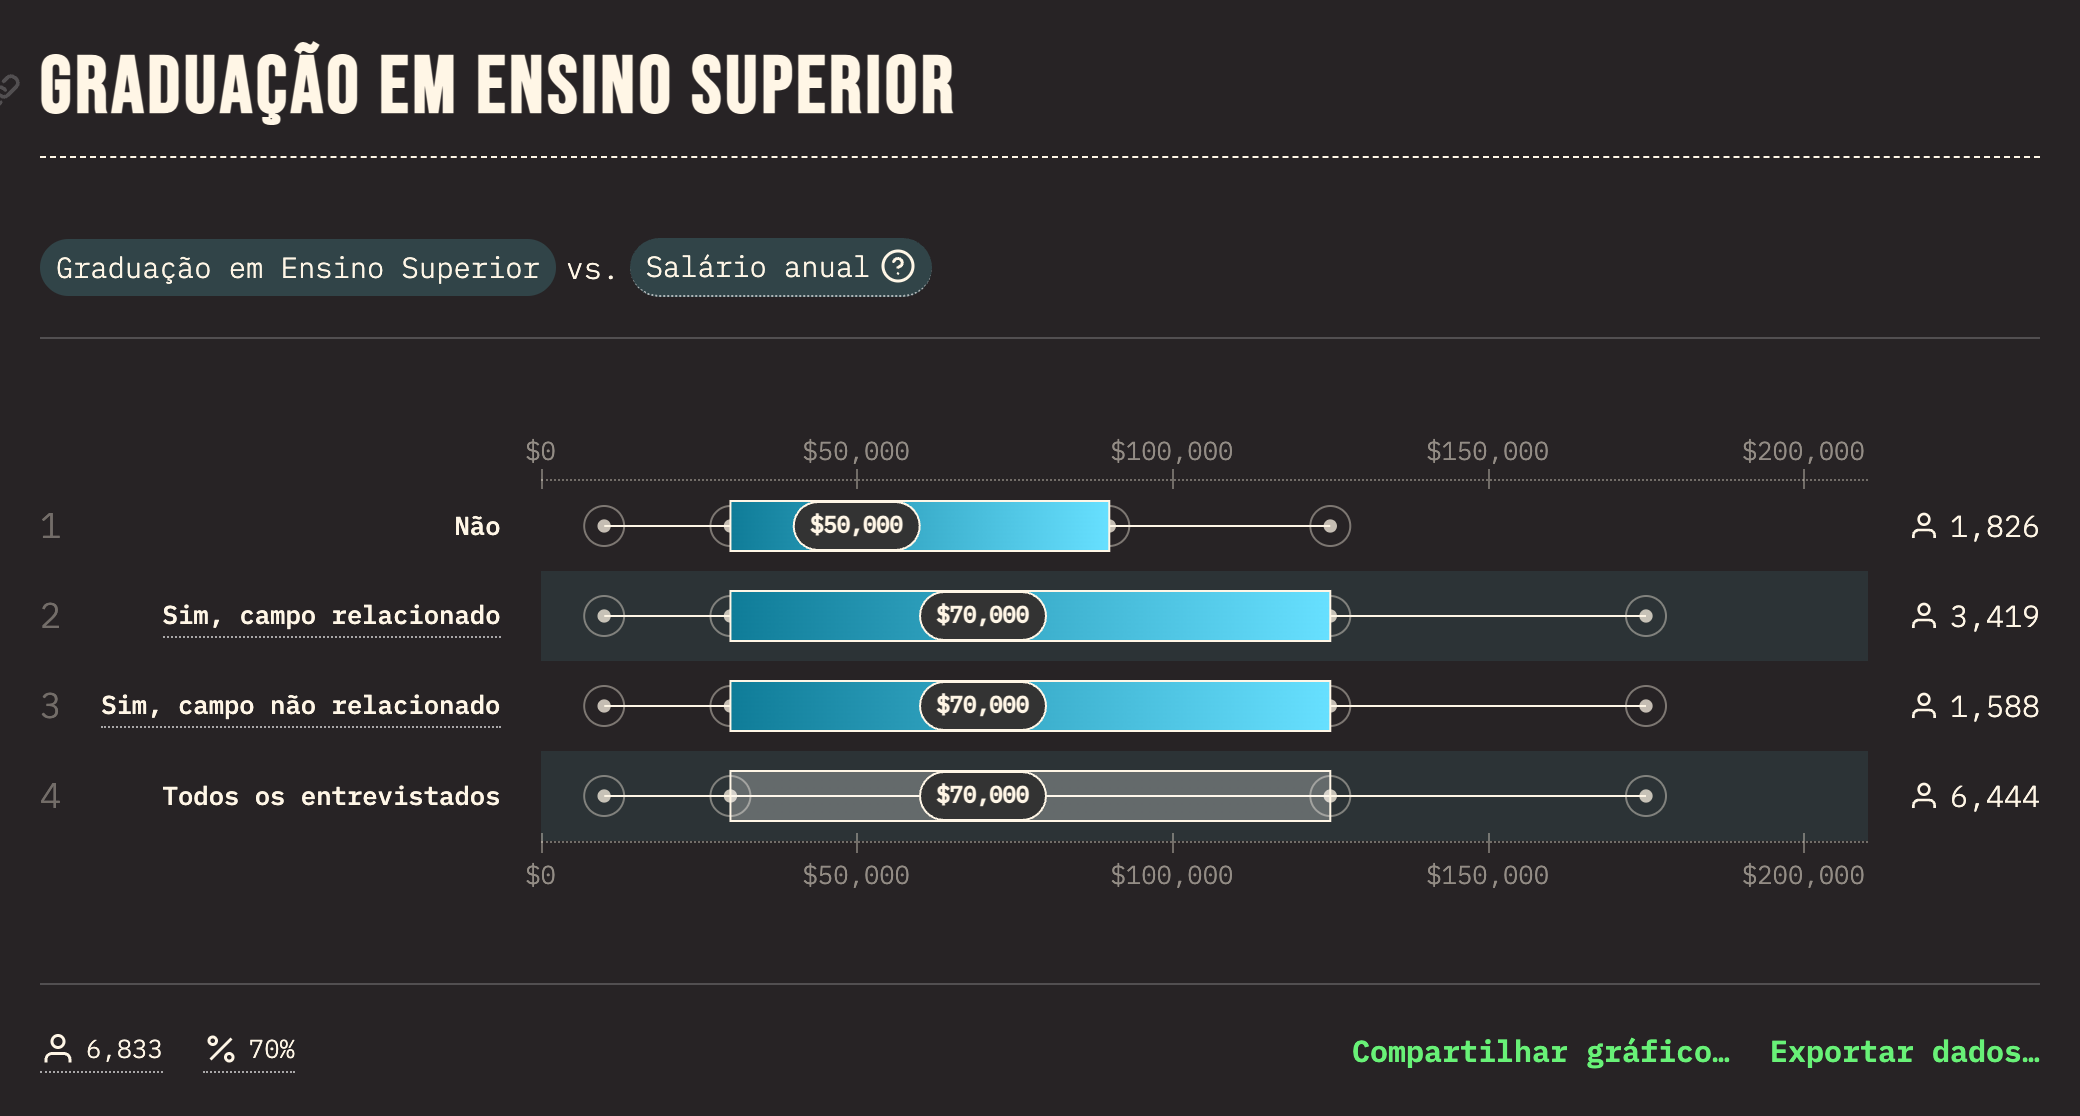 GRADUAÇÃO EM ENSINO SUPERIOR
Graduação em Ensino Superior vs. Salário anual ?
$0 $50,000 $100,000 $150,000 $200,000
1 Não $50,000 1,826
2 Sim, campo relacionado $70,000 3,419
3 Sim, campo não relacionado $70,000 1,588
4 Todos os entrevistados $70,000 6,444
$0 $50,000 $100,000 $150,000 $200,000
6,833 70% Compartilhar gráfico… Exportar dados…